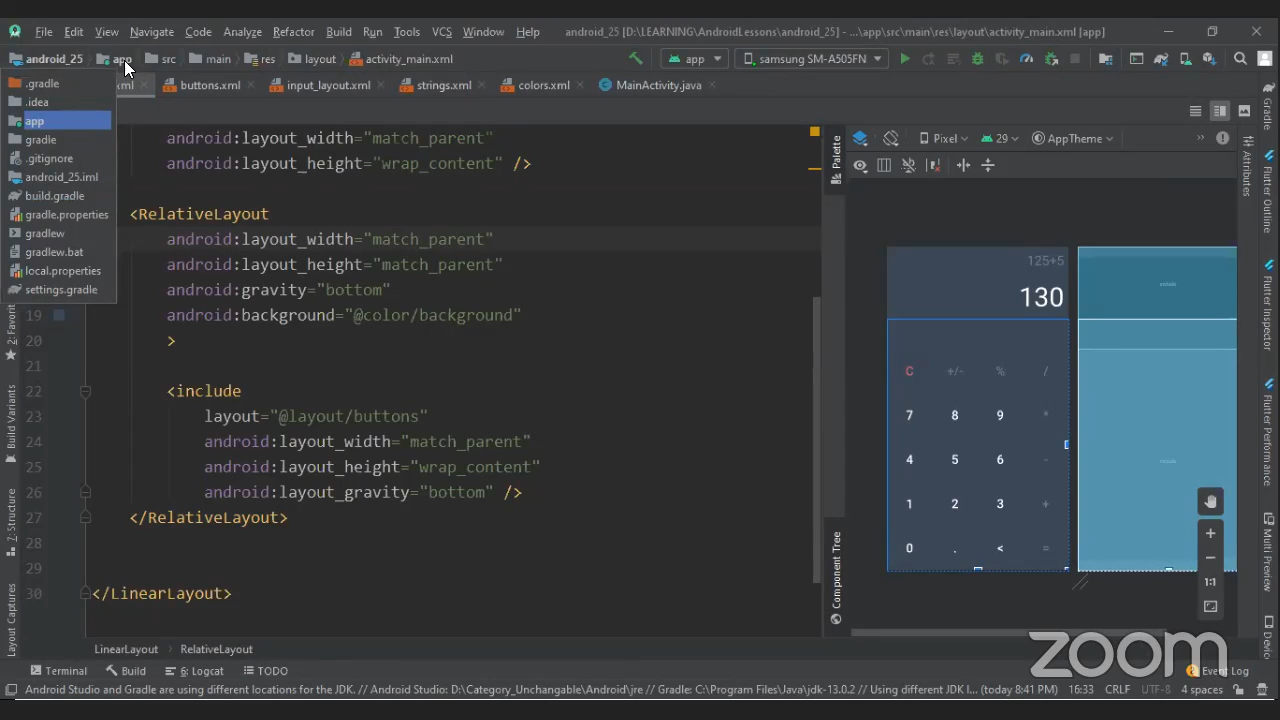 File Edit View Navigate Code Analyze Refactor Build Run Tools VCS Window Help android_25 [D:\LEARNING\AndroidLessons\android_25] - ...\app\src\main\res\layout\activity_main.xml [app]
android_25 app src main res layout activity_main.xml app samsung SM-A505FN
.gradle
.idea
app
gradle
.gitignore
android_25.iml
build.gradle
gradle.properties
gradlew
gradlew.bat
local.properties
settings.gradle
xml buttons.xml input_layout.xml strings.xml colors.xml MainActivity.java
android:layout_width="match_parent"
android:layout_height="wrap_content" />
<RelativeLayout
android:layout_width="match_parent"
android:layout_height="match_parent"
android:gravity="bottom"
19 android:background="@color/background"
20 >
21
22 <include
23 layout="@layout/buttons"
24 android:layout_width="match_parent"
25 android:layout_height="wrap_content"
26 android:layout_gravity="bottom" />
27 </RelativeLayout>
28
29
30 </LinearLayout>
2: Favorit
Build Variants
Z: Structure
Layout Captures
Palette
Component Tree
Pixel 29 AppTheme
125+5
130
C +/- % /
7 8 9 *
4 5 6 -
1 2 3 +
0 . < =
1:1
Attributes
Gradle
Flutter Outline
Flutter Inspector
Flutter Performance
Multi Preview
Devic
zoom
LinearLayout RelativeLayout
Terminal Build 6: Logcat TODO Event Log
Android Studio and Gradle are using different locations for the JDK. // Android Studio: D:\Category_Unchangable\Android\jre // Gradle: C:\Program Files\Java\jdk-13.0.2 // Using different JDK l... (today 8:41 PM) 16:33 CRLF UTF-8 4 spaces